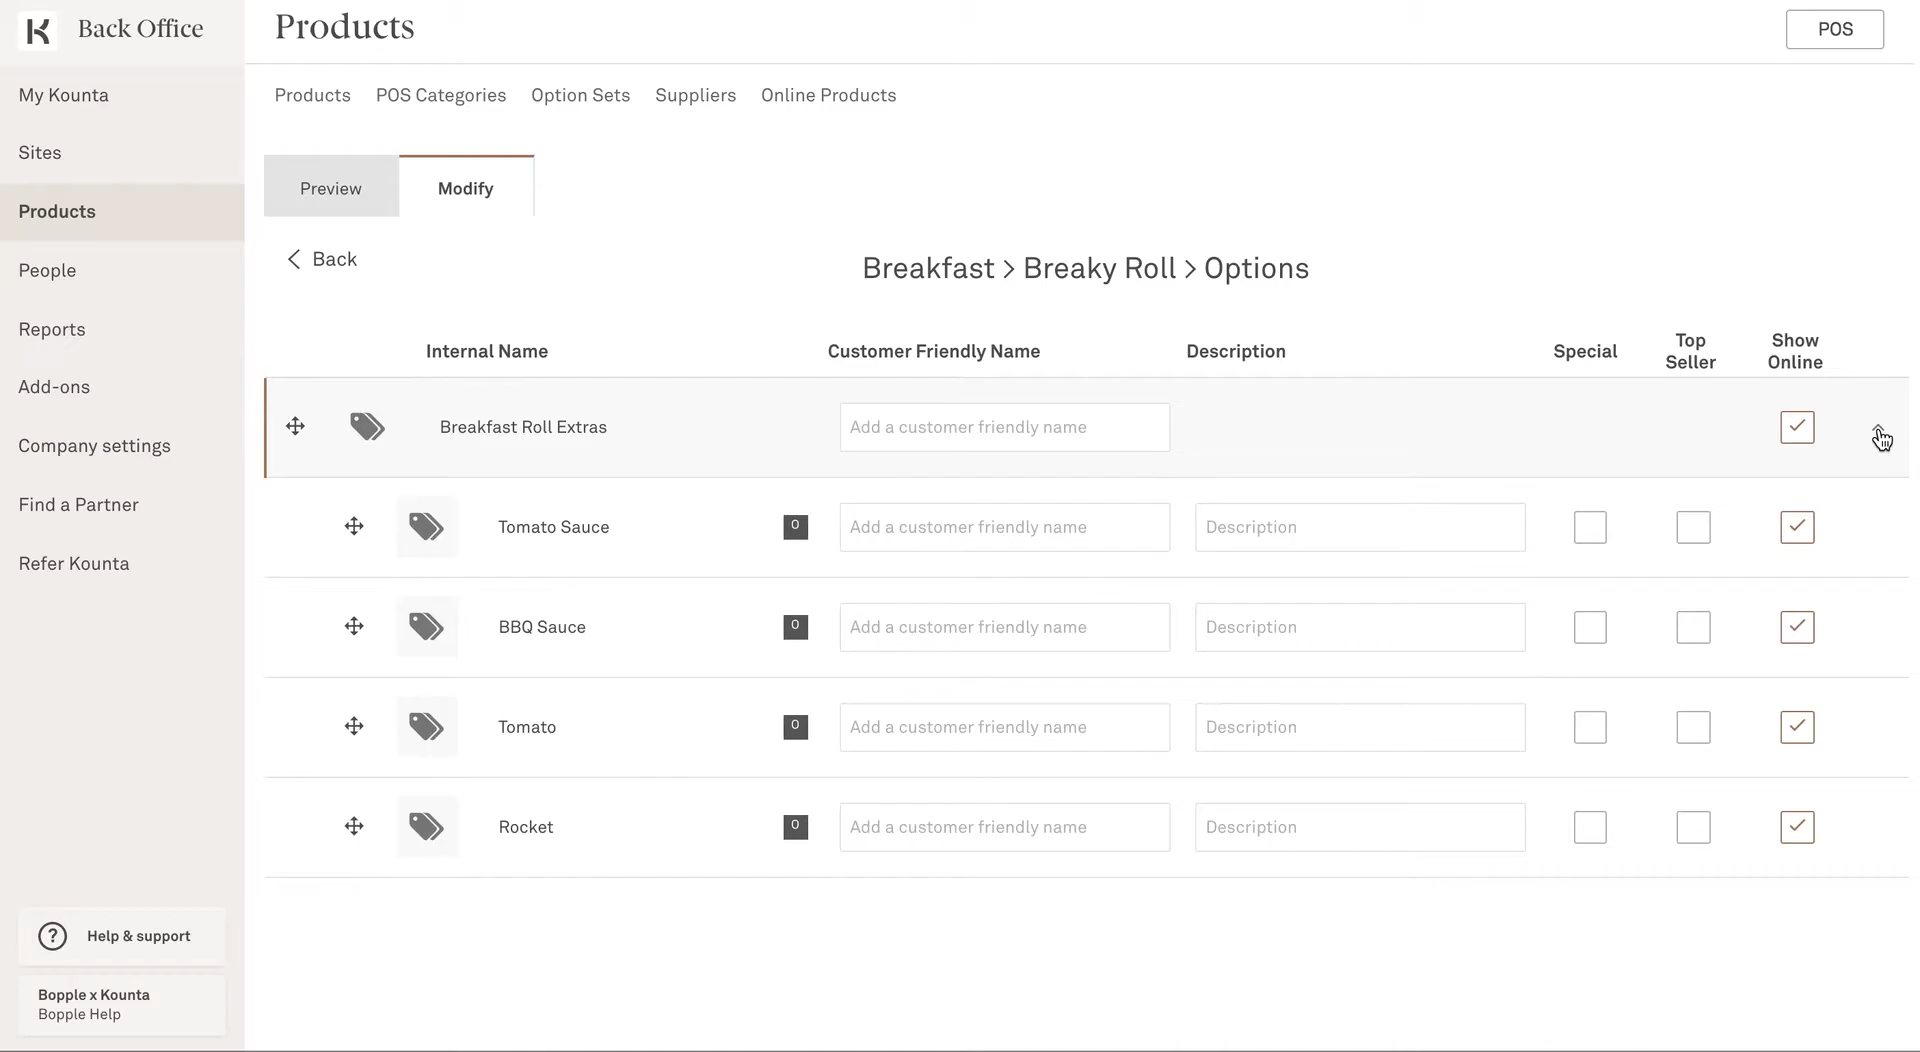 K Back Office
Products
POS
My Kounta
Sites
Products
People
Reports
Add-ons
Company settings
Find a Partner
Refer Kounta
Products POS Categories Option Sets Suppliers Online Products
Preview Modify
Back
Breakfast > Breaky Roll > Options
Internal Name Customer Friendly Name Description Special Top Seller Show Online
Breakfast Roll Extras Add a customer friendly name
Tomato Sauce 0 Add a customer friendly name Description
BBQ Sauce 0 Add a customer friendly name Description
Tomato 0 Add a customer friendly name Description
Rocket 0 Add a customer friendly name Description
? Help & support
Bopple x Kounta
Bopple Help